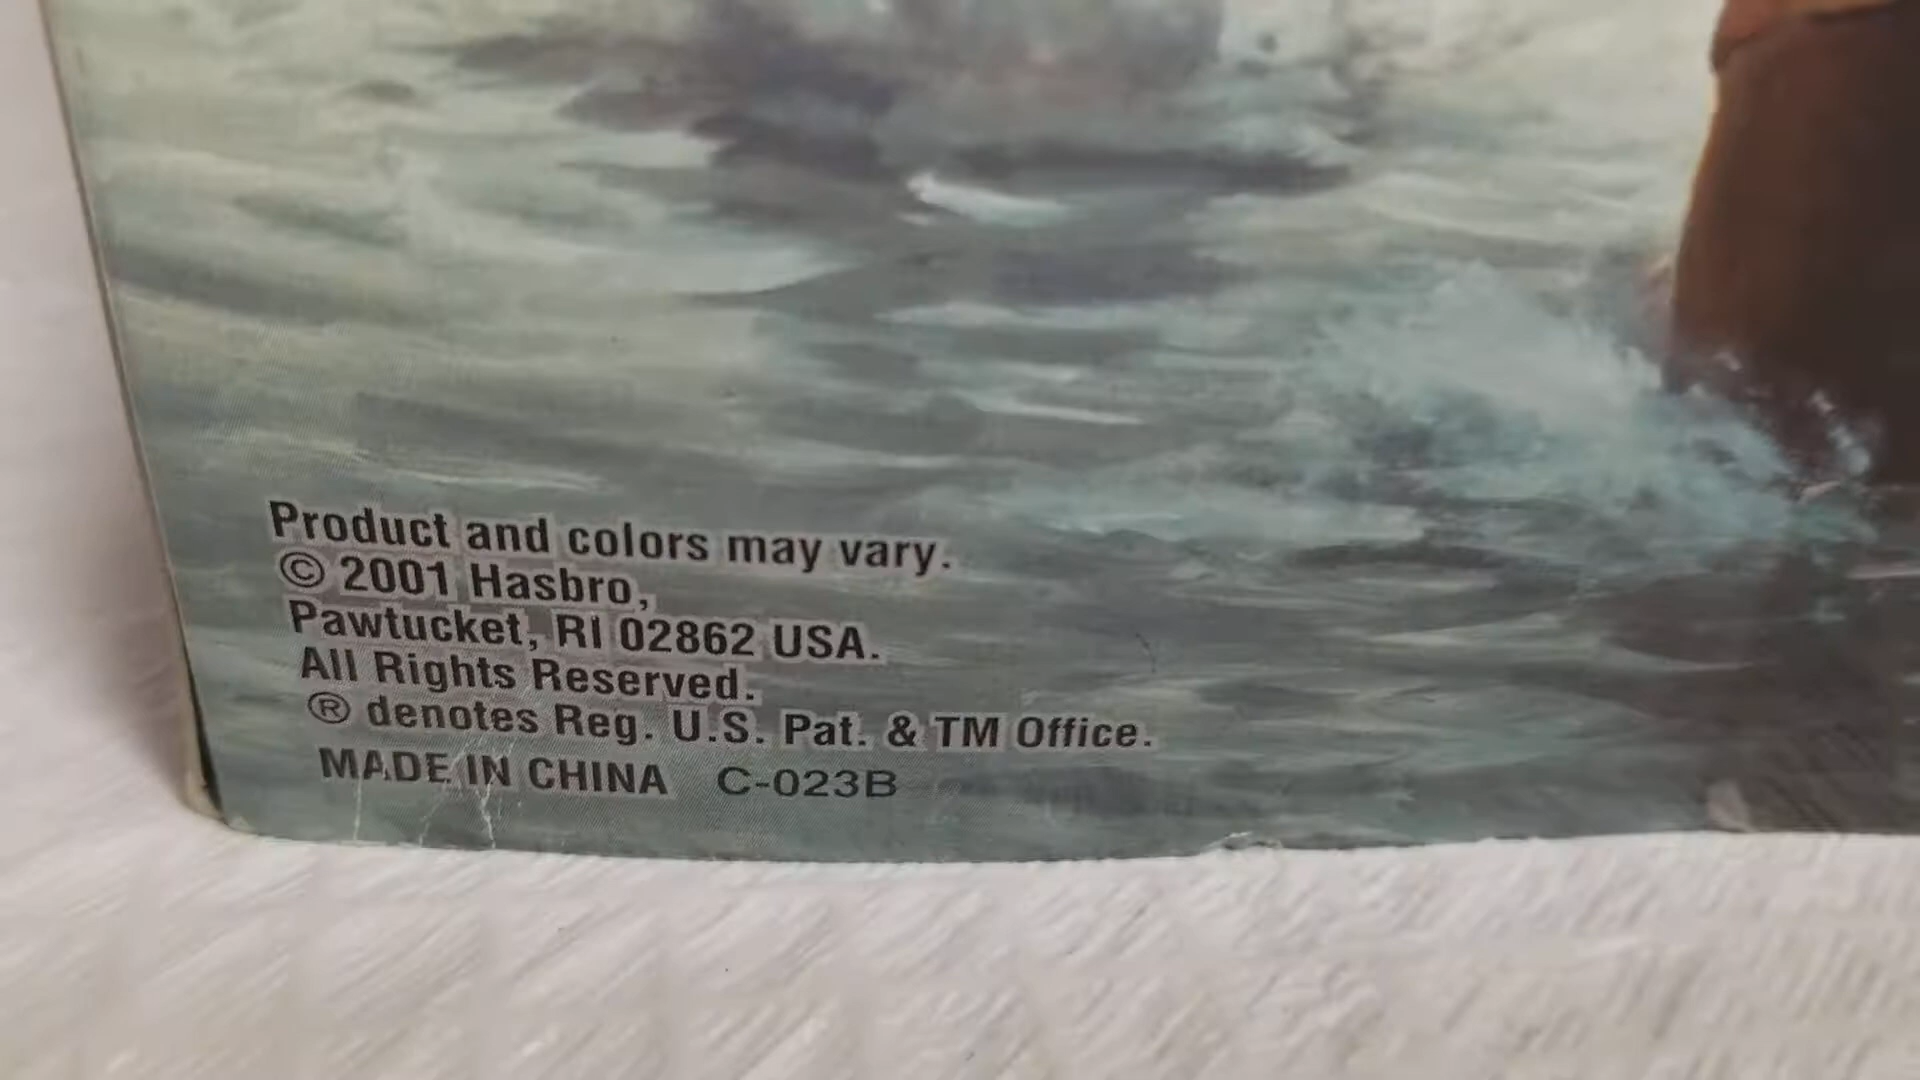 Product and colors may vary.
© 2001 Hasbro,
Pawtucket, RI 02862 USA.
All Rights Reserved.
® denotes Reg. U.S. Pat. & TM Office.
MADE IN CHINA C-023B